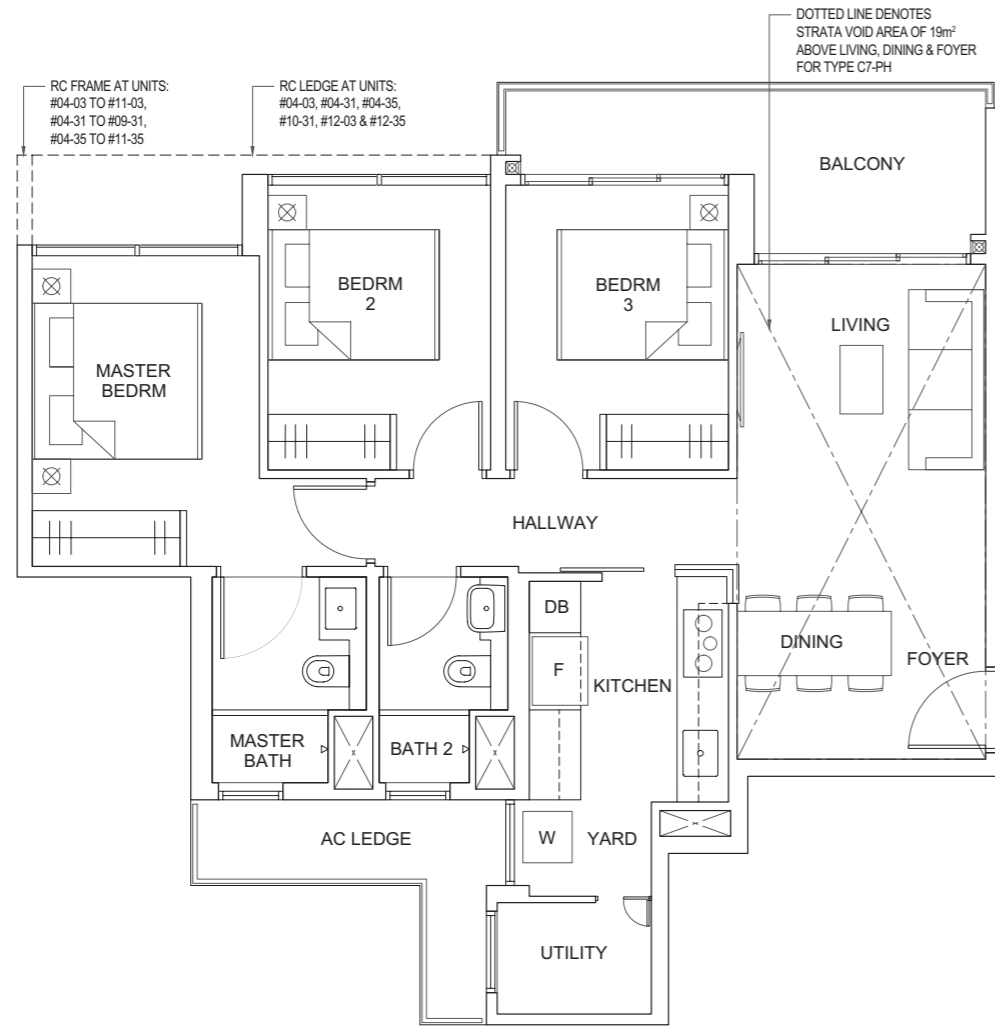 DOTTED LINE DENOTES
STRATA VOID AREA OF 19m²
ABOVE LIVING, DINING & FOYER
FOR TYPE C7-PH
RC FRAME AT UNITS:
#04-03 TO #11-03,
#04-31 TO #09-31,
#04-35 TO #11-35
RC LEDGE AT UNITS:
#04-03, #04-31, #04-35,
#10-31, #12-03 & #12-35
BALCONY
BEDRM
2
BEDRM
3
LIVING
MASTER
BEDRM
HALLWAY
DB
F
KITCHEN
DINING
FOYER
MASTER
BATH
BATH 2
AC LEDGE
W
YARD
UTILITY